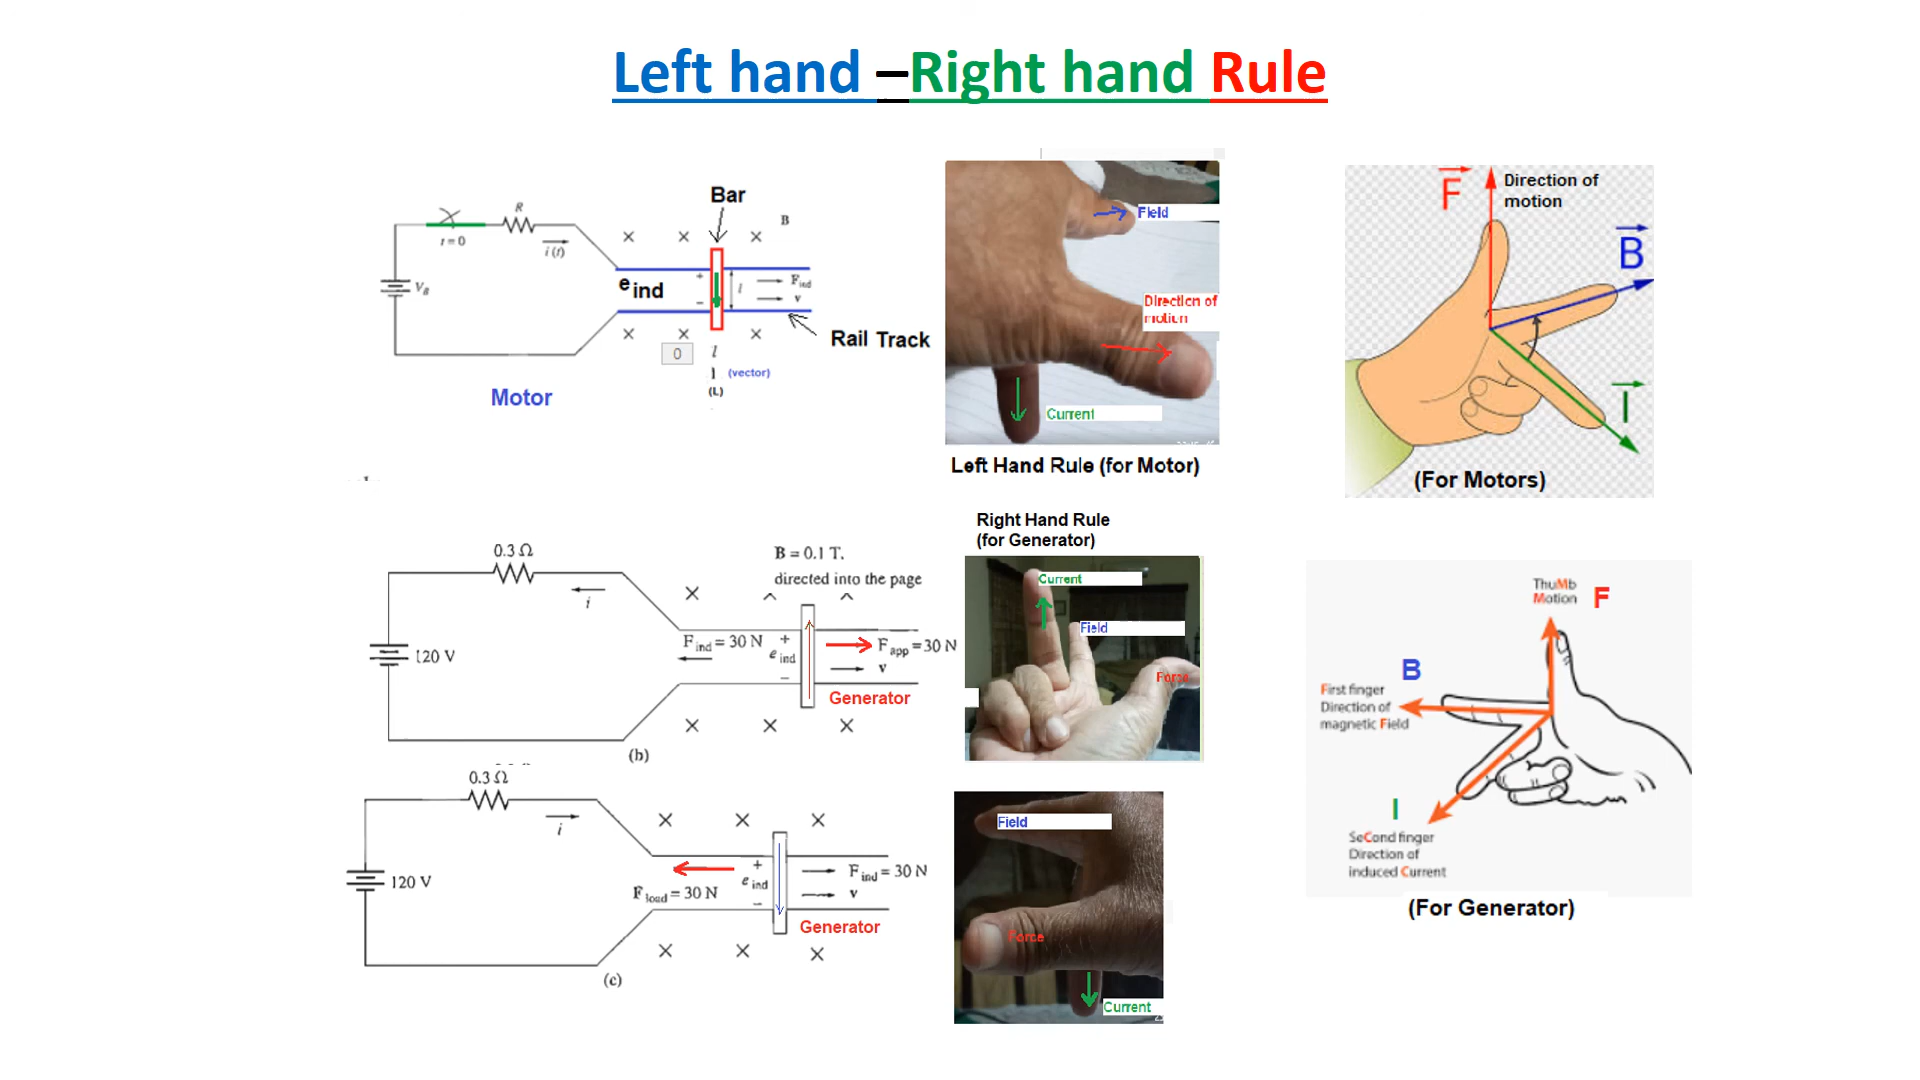 Left hand –Right hand Rule
Bar
R
B
t=0
i (t)
V_B
e ind
+
l
F_ind
–
v
Rail Track
0
l
(vector)
(L)
Motor
Field
Direction of
motion
Current
Left Hand Rule (for Motor)
F
Direction of
motion
B
I
(For Motors)
0.3 Ω
i
B = 0.1 T,
directed into the page
120 V
F_ind = 30 N
+
e_ind
–
F_app = 30 N
v
Generator
(b)
Right Hand Rule
(for Generator)
Current
Field
Force
0.3 Ω
i
120 V
F_load = 30 N
+
e_ind
–
F_ind = 30 N
v
Generator
(c)
Field
Force
Current
ThuMb
Motion
F
B
First finger
Direction of
magnetic Field
I
SeCond finger
Direction of
induced Current
(For Generator)